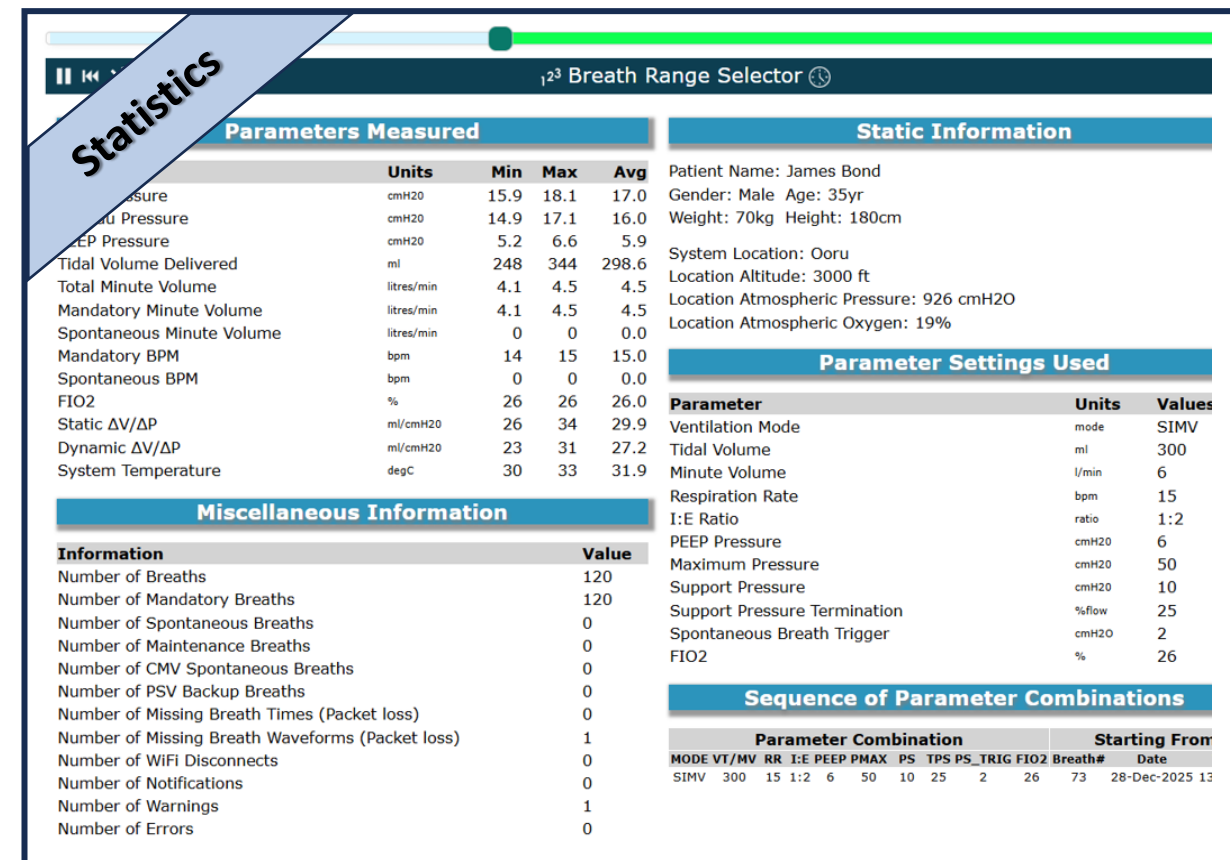 Statistics
₁2³ Breath Range Selector
Parameters Measured
Units Min Max Avg
cmH20 15.9 18.1 17.0
Pressure cmH20 14.9 17.1 16.0
PEEP Pressure cmH20 5.2 6.6 5.9
Tidal Volume Delivered ml 248 344 298.6
Total Minute Volume litres/min 4.1 4.5 4.5
Mandatory Minute Volume litres/min 4.1 4.5 4.5
Spontaneous Minute Volume litres/min 0 0 0.0
Mandatory BPM bpm 14 15 15.0
Spontaneous BPM bpm 0 0 0.0
FIO2 % 26 26 26.0
Static ΔV/ΔP ml/cmH20 26 34 29.9
Dynamic ΔV/ΔP ml/cmH20 23 31 27.2
System Temperature degC 30 33 31.9
Miscellaneous Information
Information Value
Number of Breaths 120
Number of Mandatory Breaths 120
Number of Spontaneous Breaths 0
Number of Maintenance Breaths 0
Number of CMV Spontaneous Breaths 0
Number of PSV Backup Breaths 0
Number of Missing Breath Times (Packet loss) 0
Number of Missing Breath Waveforms (Packet loss) 1
Number of WiFi Disconnects 0
Number of Notifications 0
Number of Warnings 1
Number of Errors 0
Static Information
Patient Name: James Bond
Gender: Male Age: 35yr
Weight: 70kg Height: 180cm
System Location: Ooru
Location Altitude: 3000 ft
Location Atmospheric Pressure: 926 cmH2O
Location Atmospheric Oxygen: 19%
Parameter Settings Used
Parameter Units Values
Ventilation Mode mode SIMV
Tidal Volume ml 300
Minute Volume l/min 6
Respiration Rate bpm 15
I:E Ratio ratio 1:2
PEEP Pressure cmH20 6
Maximum Pressure cmH20 50
Support Pressure cmH20 10
Support Pressure Termination %flow 25
Spontaneous Breath Trigger cmH2O 2
FIO2 % 26
Sequence of Parameter Combinations
Parameter Combination Starting From
MODE VT/MV RR I:E PEEP PMAX PS TPS PS_TRIG FIO2 Breath# Date
SIMV 300 15 1:2 6 50 10 25 2 26 73 28-Dec-2025 13